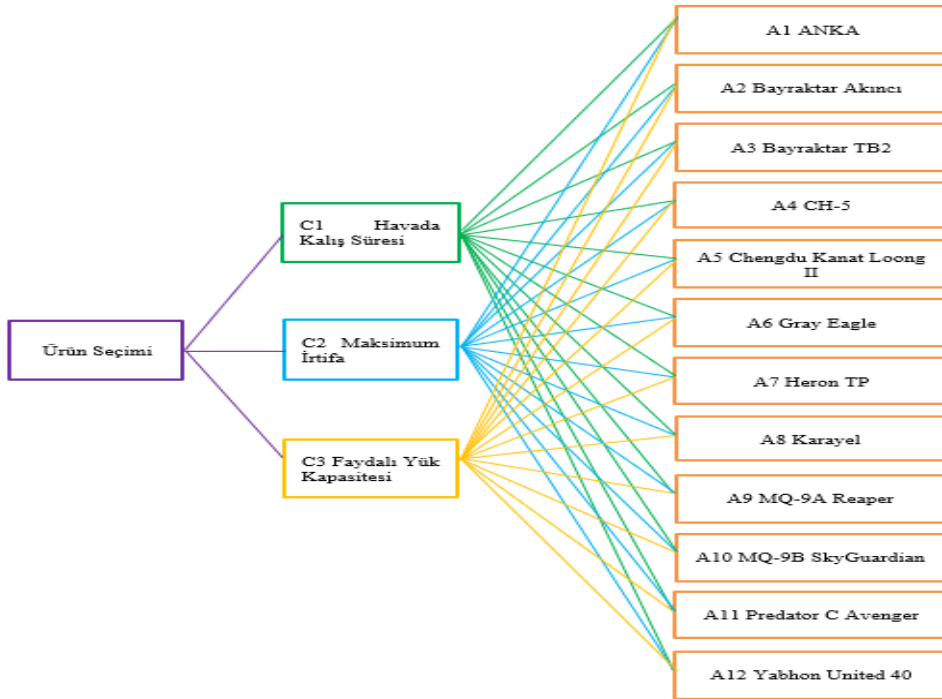 Ürün Seçimi
C1 Havada
Kalış Süresi
C2 Maksimum
İrtifa
C3 Faydalı Yük
Kapasitesi
A1 ANKA
A2 Bayraktar Akıncı
A3 Bayraktar TB2
A4 CH-5
A5 Chengdu Kanat Loong
II
A6 Gray Eagle
A7 Heron TP
A8 Karayel
A9 MQ-9A Reaper
A10 MQ-9B SkyGuardian
A11 Predator C Avenger
A12 Yabhon United 40